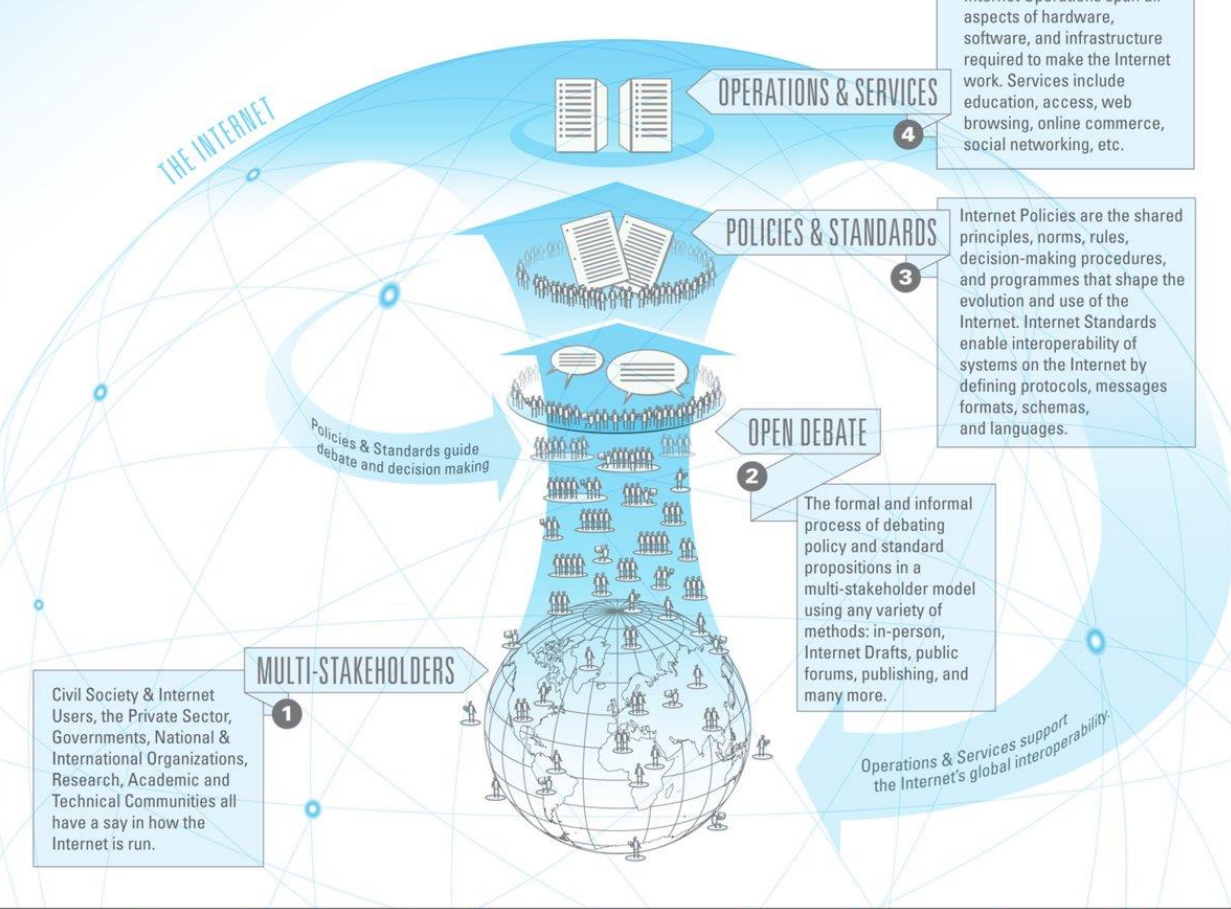 THE INTERNET
OPERATIONS & SERVICES
4
aspects of hardware,
software, and infrastructure
required to make the Internet
work. Services include
education, access, web
browsing, online commerce,
social networking, etc.
POLICIES & STANDARDS
3
Internet Policies are the shared
principles, norms, rules,
decision-making procedures,
and programmes that shape the
evolution and use of the
Internet. Internet Standards
enable interoperability of
systems on the Internet by
defining protocols, messages
formats, schemas,
and languages.
Policies & Standards guide
debate and decision making
OPEN DEBATE
2
The formal and informal
process of debating
policy and standard
propositions in a
multi-stakeholder model
using any variety of
methods: in-person,
Internet Drafts, public
forums, publishing, and
many more.
MULTI-STAKEHOLDERS
1
Civil Society & Internet
Users, the Private Sector,
Governments, National &
International Organizations,
Research, Academic and
Technical Communities all
have a say in how the
Internet is run.
Operations & Services support
the Internet's global interoperability.